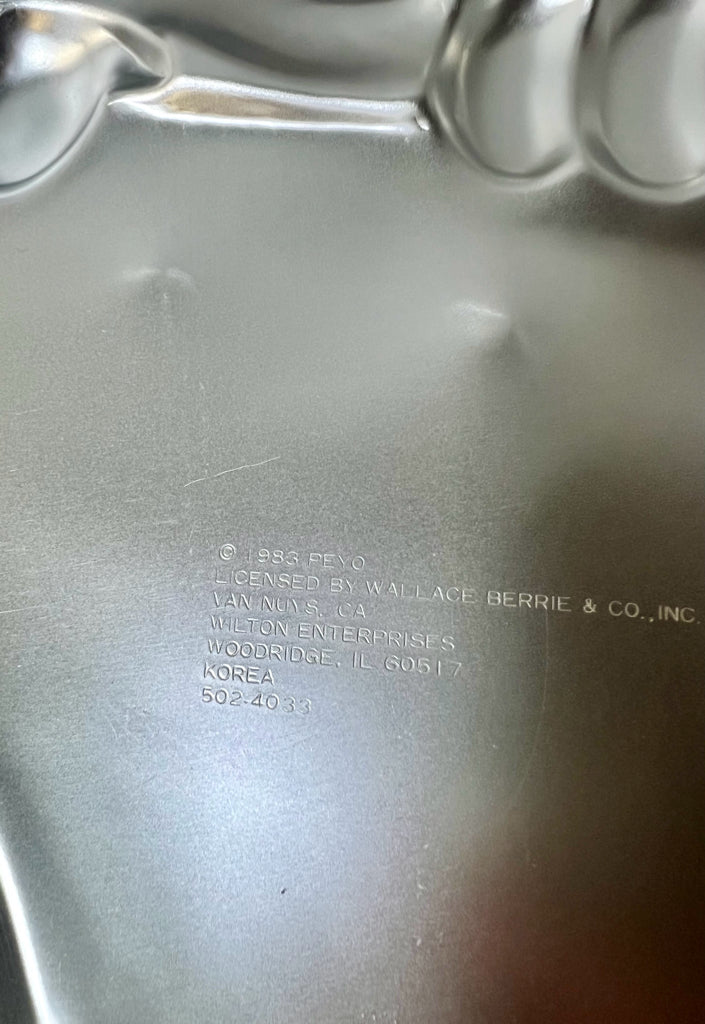 © 1983 PEYO
LICENSED BY WALLACE BERRIE & CO., INC.
VAN NUYS, CA
WILTON ENTERPRISES
WOODRIDGE, IL 60517
KOREA
502-4033